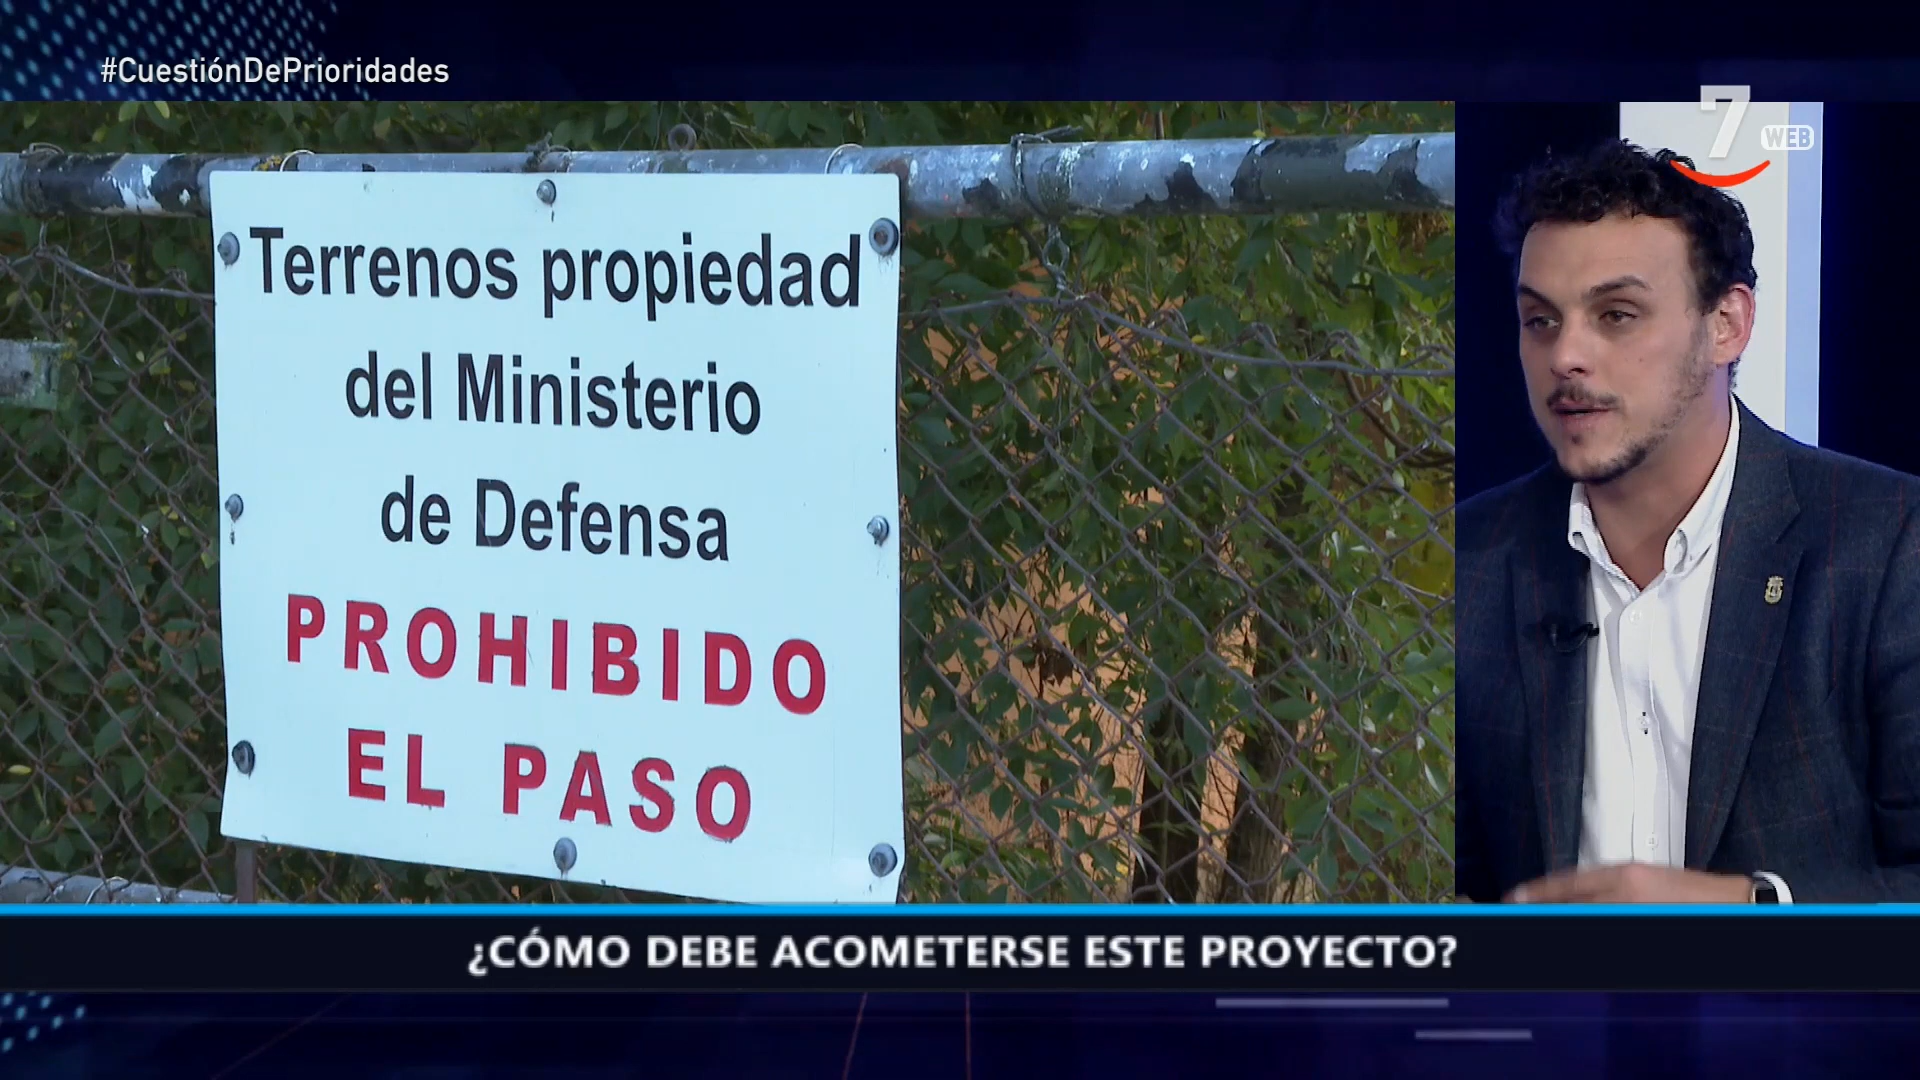 #CuestiónDePrioridades
7
WEB
Terrenos propiedad
del Ministerio
de Defensa
PROHIBIDO
EL PASO
¿CÓMO DEBE ACOMETERSE ESTE PROYECTO?